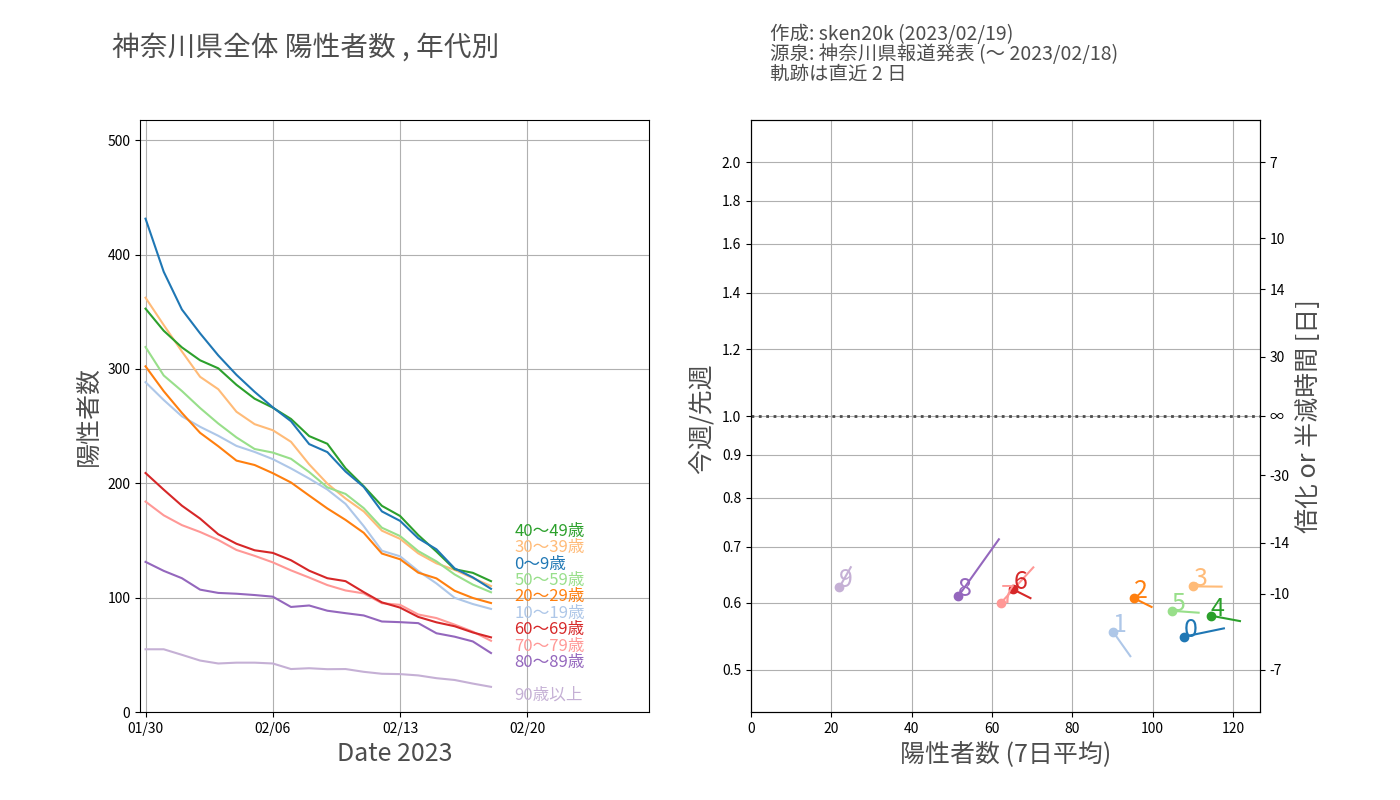 神奈川県全体 陽性者数 , 年代別
作成: sken20k (2023/02/19)
源泉: 神奈川県報道発表 (〜 2023/02/18)
軌跡は直近 2 日
陽性者数
500
400
300
200
100
0
01/30
02/06
02/13
02/20
Date 2023
40〜49歳
30〜39歳
0〜9歳
50〜59歳
20〜29歳
10〜19歳
60〜69歳
70〜79歳
80〜89歳
90歳以上
今週/先週
2.0
1.8
1.6
1.4
1.2
1.0
0.9
0.8
0.7
0.6
0.5
0
20
40
60
80
100
120
陽性者数 (7日平均)
7
10
14
30
∞
-30
-14
-10
-7
倍化 or 半減時間 [日]
9
8
7
6
1
2
5
3
4
0